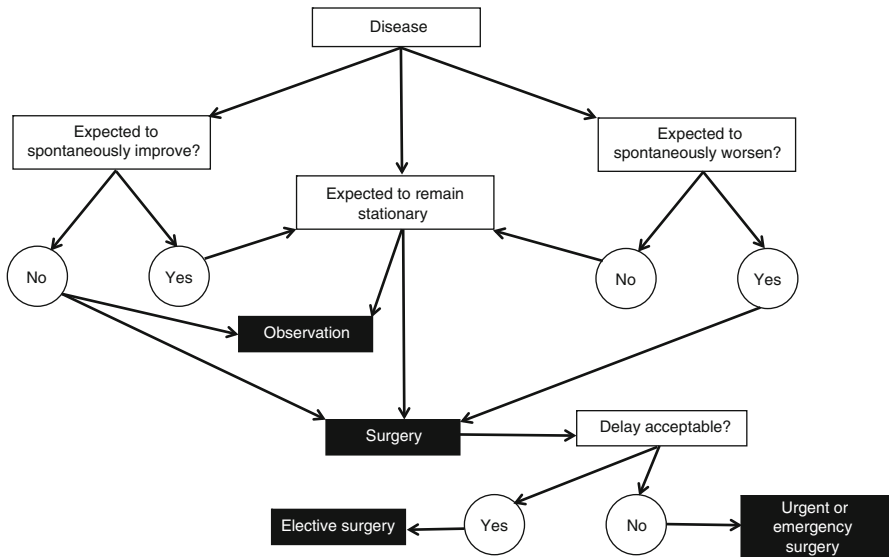 Disease
Expected to
spontaneously improve?
Expected to
spontaneously worsen?
Expected to remain
stationary
No
Yes
No
Yes
Observation
Surgery
Delay acceptable?
Elective surgery
Yes
No
Urgent or
emergency
surgery